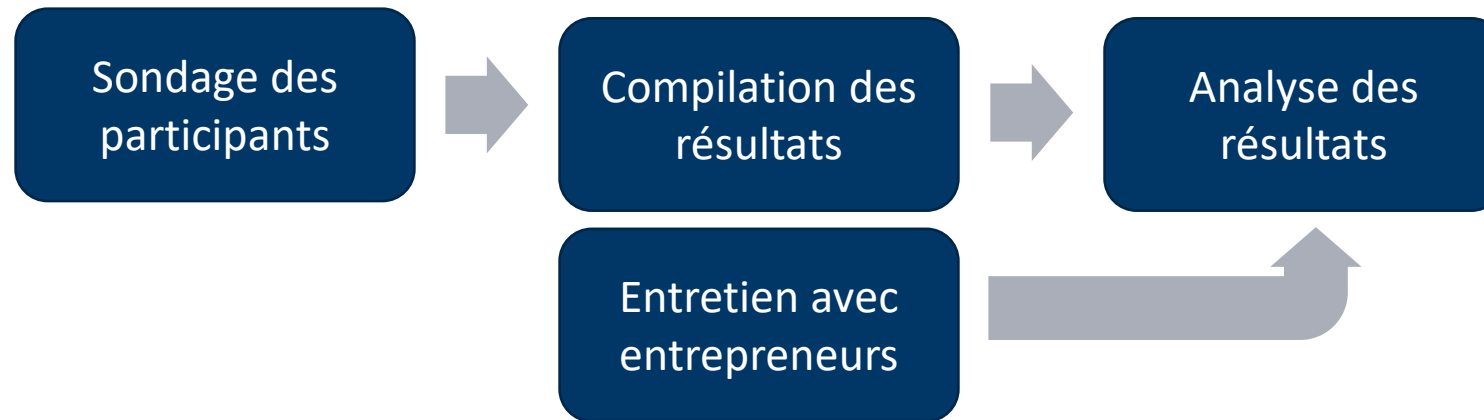 Sondage des
participants
Compilation des
résultats
Analyse des
résultats
Entretien avec
entrepreneurs